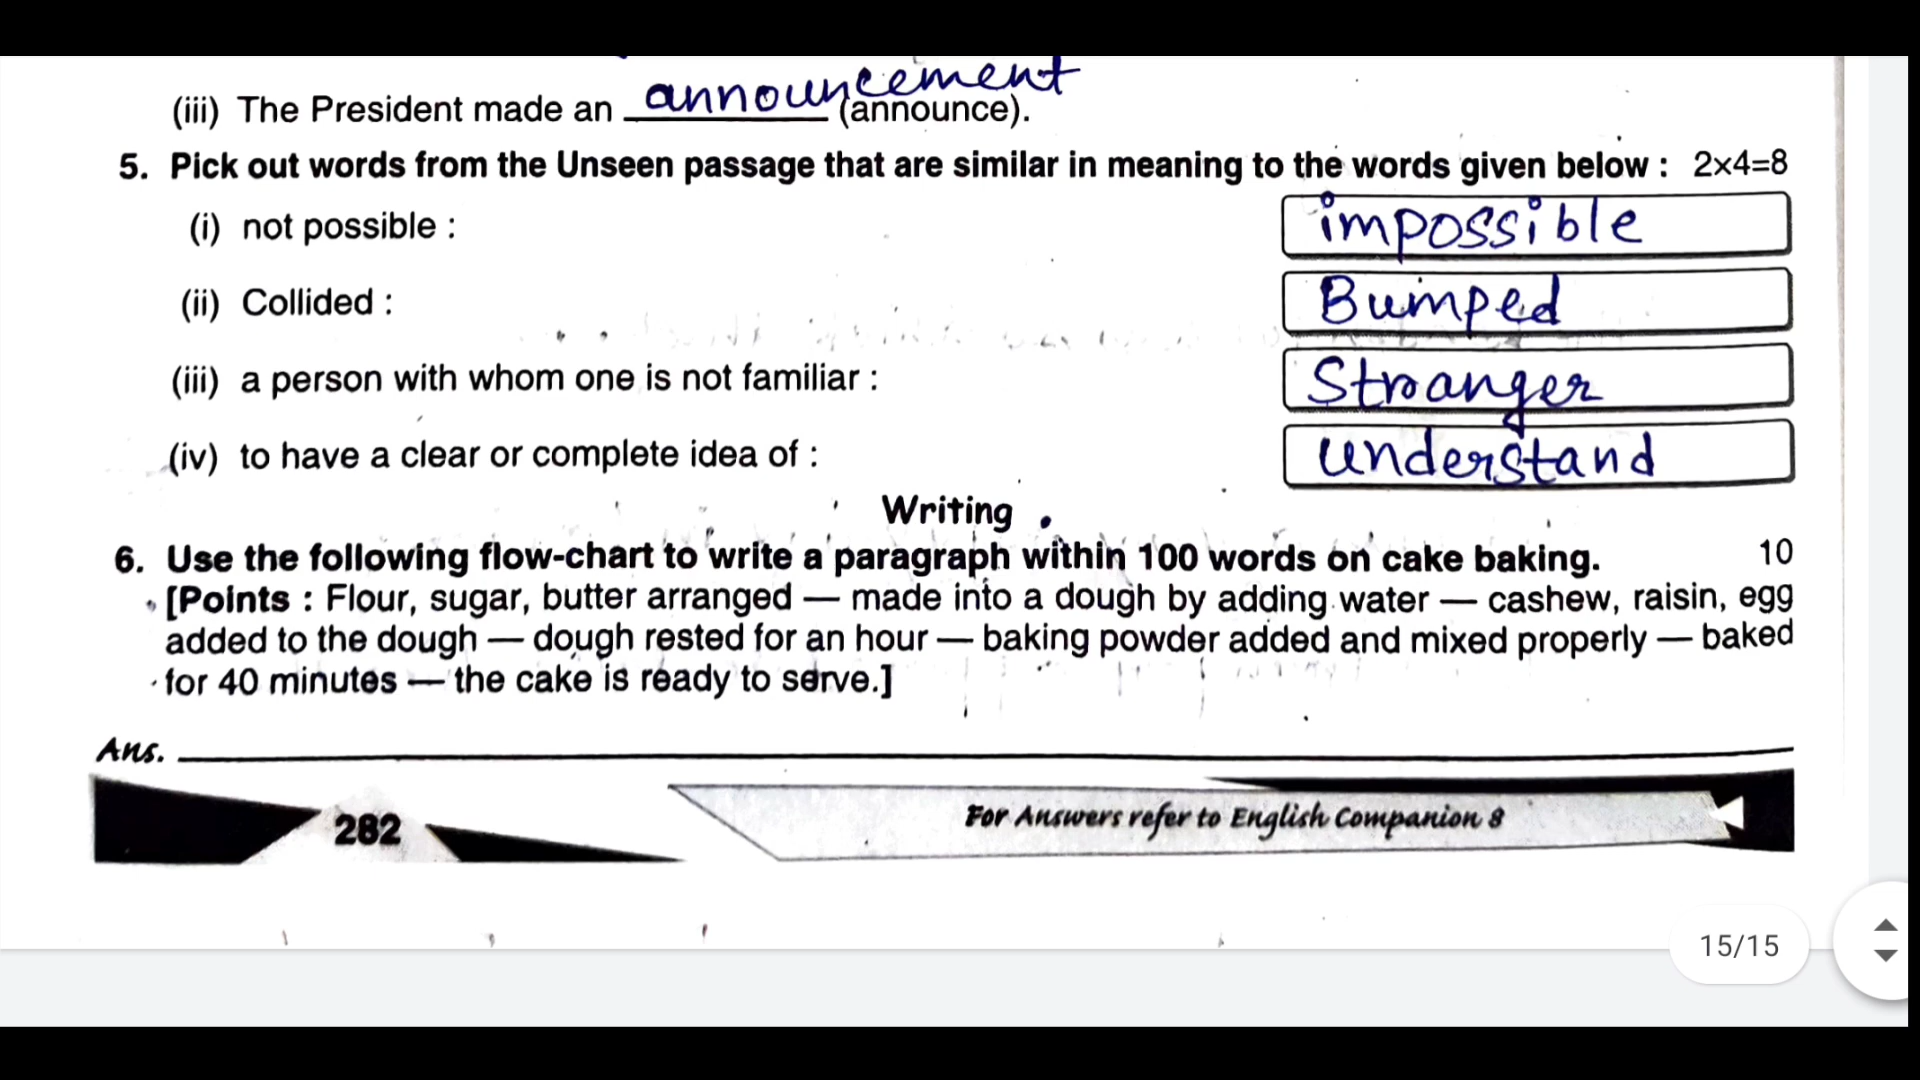 announcement
(iii) The President made an ________ (announce).
5. Pick out words from the Unseen passage that are similar in meaning to the words given below : 2×4=8
(i) not possible : impossible
(ii) Collided : Bumped
(iii) a person with whom one is not familiar : Stranger
(iv) to have a clear or complete idea of : understand
Writing
6. Use the following flow-chart to write a paragraph within 100 words on cake baking. 10
[Points : Flour, sugar, butter arranged — made into a dough by adding water — cashew, raisin, egg
added to the dough — dough rested for an hour — baking powder added and mixed properly — baked
for 40 minutes — the cake is ready to serve.]
Ans.
282 For Answers refer to English Companion 8
15/15